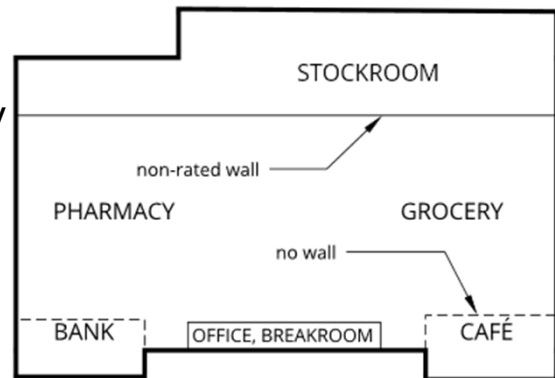 STOCKROOM
y
non-rated wall
PHARMACY
GROCERY
no wall
BANK
OFFICE, BREAKROOM
CAFÉ